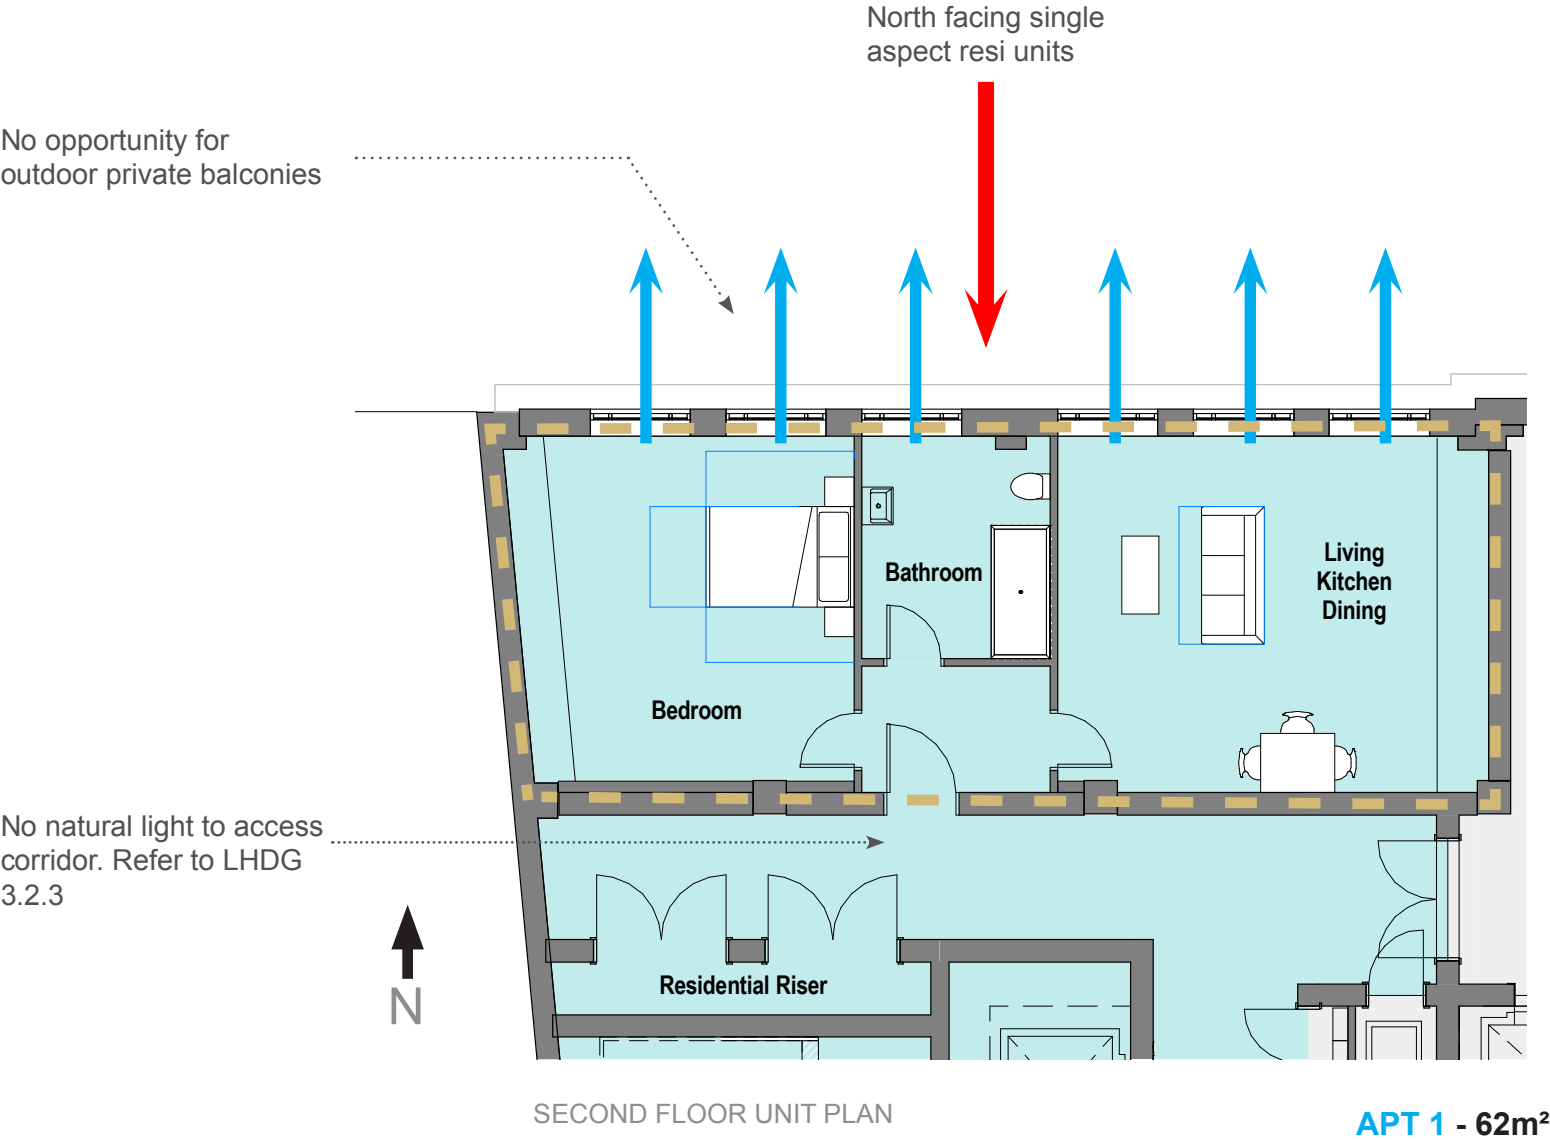 North facing single
aspect resi units
No opportunity for
outdoor private balconies
Bathroom
Living
Kitchen
Dining
Bedroom
No natural light to access
corridor. Refer to LHDG
3.2.3
Residential Riser
N
SECOND FLOOR UNIT PLAN
APT 1 - 62m²